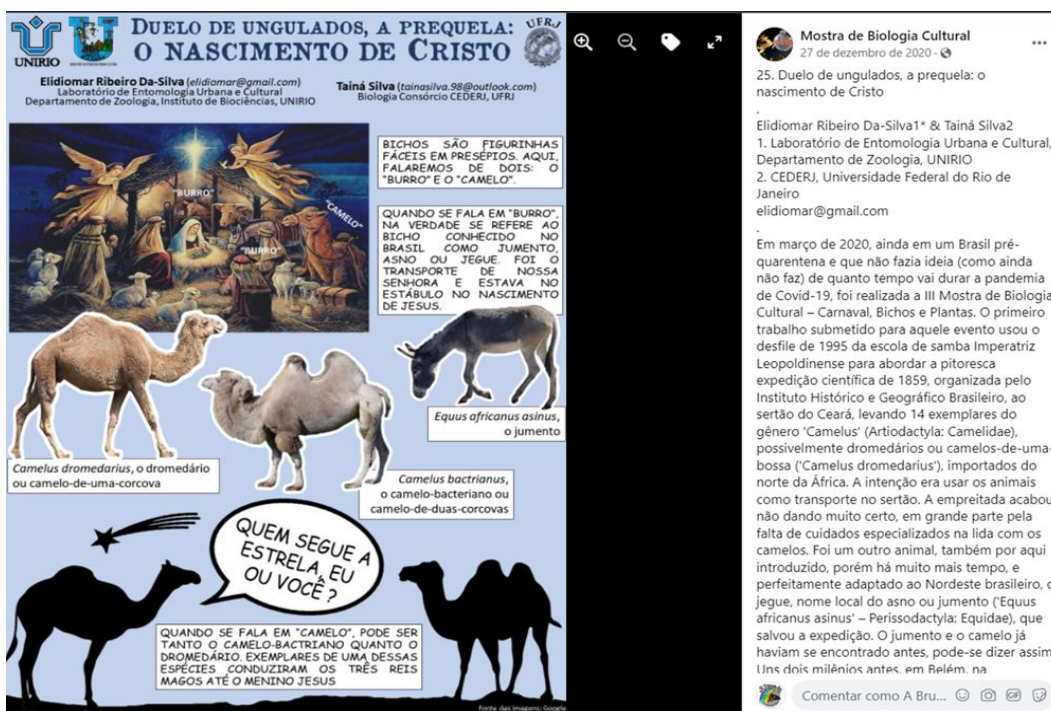 DUELO DE UNGULADOS, A PREQUELA:
O NASCIMENTO DE CRISTO
UNIRIO
UFRJ
Elidiomar Ribeiro Da-Silva (elidiomar@gmail.com)
Laboratório de Entomologia Urbana e Cultural
Departamento de Zoologia, Instituto de Biociências, UNIRIO
Tainá Silva (tainasilva.98@outlook.com)
Biologia Consórcio CEDERJ, UFRJ
"BURRO"
"CAMELO"
"BURRO"
BICHOS SÃO FIGURINHAS
FÁCEIS EM PRESÉPIOS. AQUI,
FALAREMOS DE DOIS: O
"BURRO" E O "CAMELO".
QUANDO SE FALA EM "BURRO",
NA VERDADE SE REFERE AO
BICHO CONHECIDO NO
BRASIL COMO JUMENTO,
ASNO OU JEGUE. FOI O
TRANSPORTE DE NOSSA
SENHORA E ESTAVA NO
ESTÁBULO NO NASCIMENTO
DE JESUS.
Equus africanus asinus,
o jumento
Camelus dromedarius, o dromedário
ou camelo-de-uma-corcova
Camelus bactrianus,
o camelo-bacteriano ou
camelo-de-duas-corcovas
QUEM SEGUE A
ESTRELA, EU
OU VOCÊ?
QUANDO SE FALA EM "CAMELO", PODE SER
TANTO O CAMELO-BACTRIANO QUANTO O
DROMEDÁRIO. EXEMPLARES DE UMA DESSAS
ESPÉCIES CONDUZIRAM OS TRÊS REIS
MAGOS ATÉ O MENINO JESUS
Fonte das imagens: Google
Mostra de Biologia Cultural
27 de dezembro de 2020 ·
25. Duelo de ungulados, a prequela: o
nascimento de Cristo
.
Elidiomar Ribeiro Da-Silva1* & Tainá Silva2
1. Laboratório de Entomologia Urbana e Cultural,
Departamento de Zoologia, UNIRIO
2. CEDERJ, Universidade Federal do Rio de
Janeiro
elidiomar@gmail.com
.
Em março de 2020, ainda em um Brasil pré-
quarentena e que não fazia ideia (como ainda
não faz) de quanto tempo vai durar a pandemia
de Covid-19, foi realizada a III Mostra de Biologia
Cultural – Carnaval, Bichos e Plantas. O primeiro
trabalho submetido para aquele evento usou o
desfile de 1995 da escola de samba Imperatriz
Leopoldinense para abordar a pitoresca
expedição científica de 1859, organizada pelo
Instituto Histórico e Geográfico Brasileiro, ao
sertão do Ceará, levando 14 exemplares do
gênero 'Camelus' (Artiodactyla: Camelidae),
possivelmente dromedários ou camelos-de-uma-
bossa ('Camelus dromedarius'), importados do
norte da África. A intenção era usar os animais
como transporte no sertão. A empreitada acabou
não dando muito certo, em grande parte pela
falta de cuidados especializados na lida com os
camelos. Foi um outro animal, também por aqui
introduzido, porém há muito mais tempo, e
perfeitamente adaptado ao Nordeste brasileiro, o
jegue, nome local do asno ou jumento ('Equus
africanus asinus' – Perissodactyla: Equidae), que
salvou a expedição. O jumento e o camelo já
haviam se encontrado antes, pode-se dizer assim.
Uns dois milênios antes, em Belém, na
Comentar como A Bru...
GIF